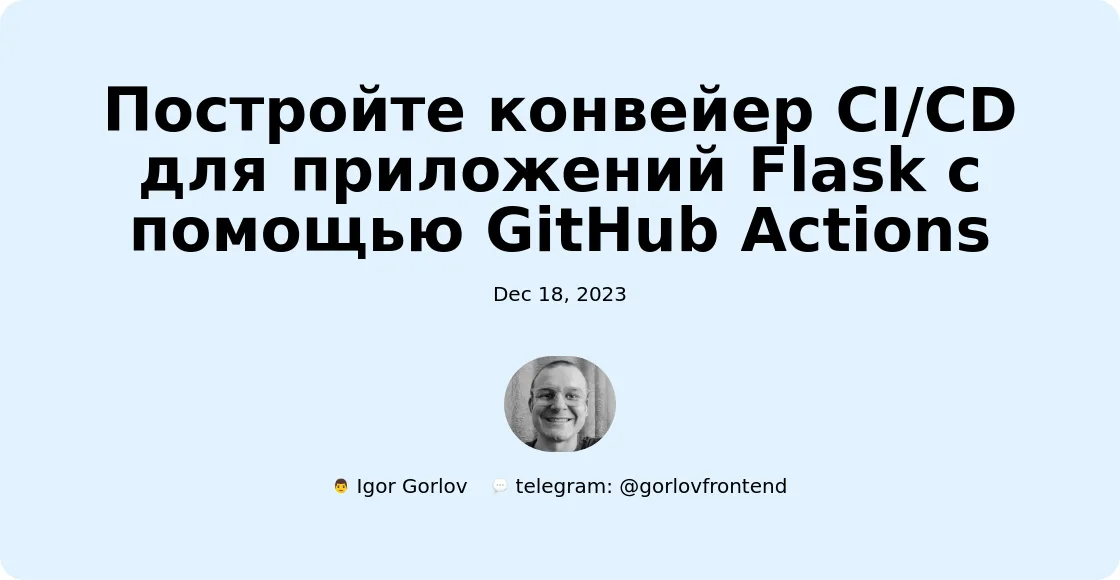 Постройте конвейер CI/CD
для приложений Flask с
помощью GitHub Actions
Dec 18, 2023
👨 Igor Gorlov 💬 telegram: @gorlovfrontend